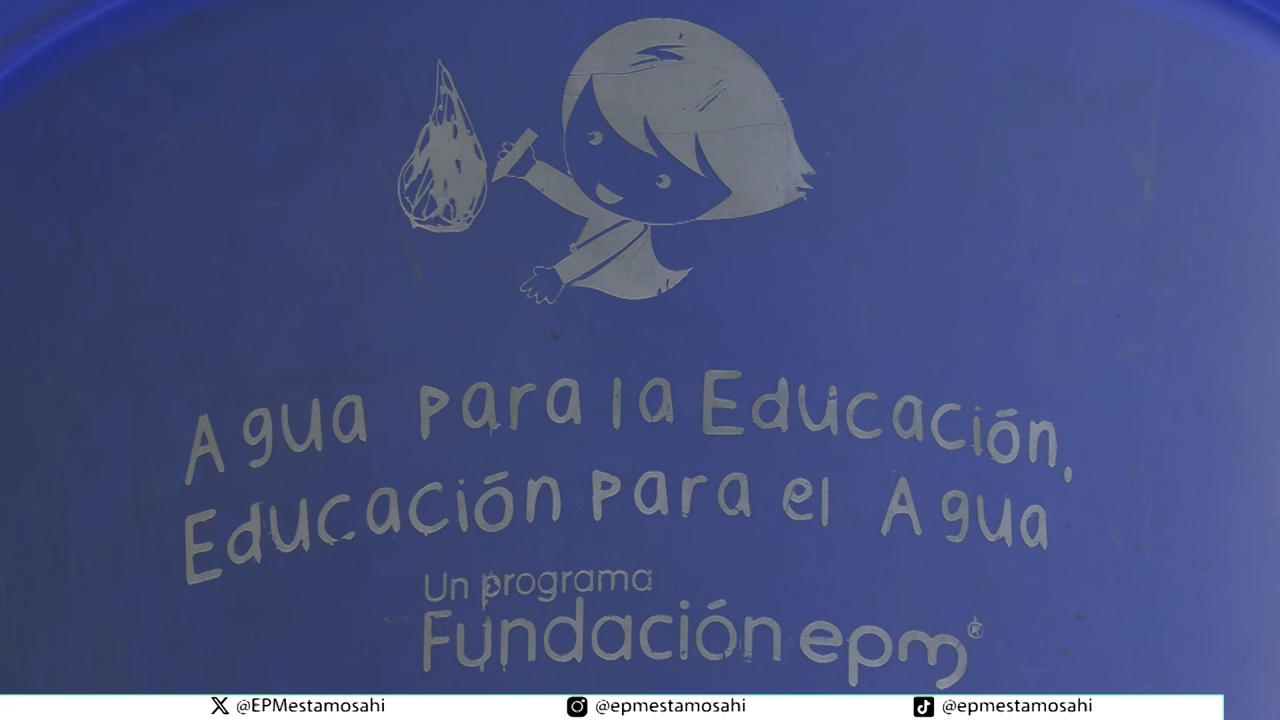 Agua para la Educación,
Educación para el Agua
Un programa
Fundación epm®
@EPMestamosahi
@epmestamosahi
@epmestamosahi